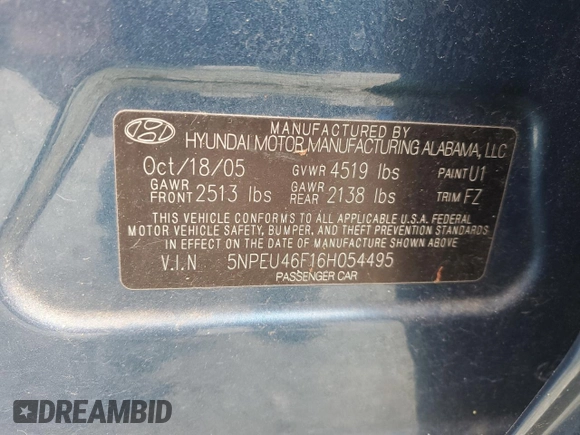 MANUFACTURED BY
HYUNDAI MOTOR MANUFACTURING ALABAMA, LLC
Oct/18/05 GVWR 4519 lbs PAINT U1
GAWR FRONT 2513 lbs GAWR REAR 2138 lbs TRIM FZ
THIS VEHICLE CONFORMS TO ALL APPLICABLE U.S.A. FEDERAL
MOTOR VEHICLE SAFETY, BUMPER, AND THEFT PREVENTION STANDARDS
IN EFFECT ON THE DATE OF MANUFACTURE SHOWN ABOVE
V.I.N 5NPEU46F16H054495
PASSENGER CAR
DREAMBID